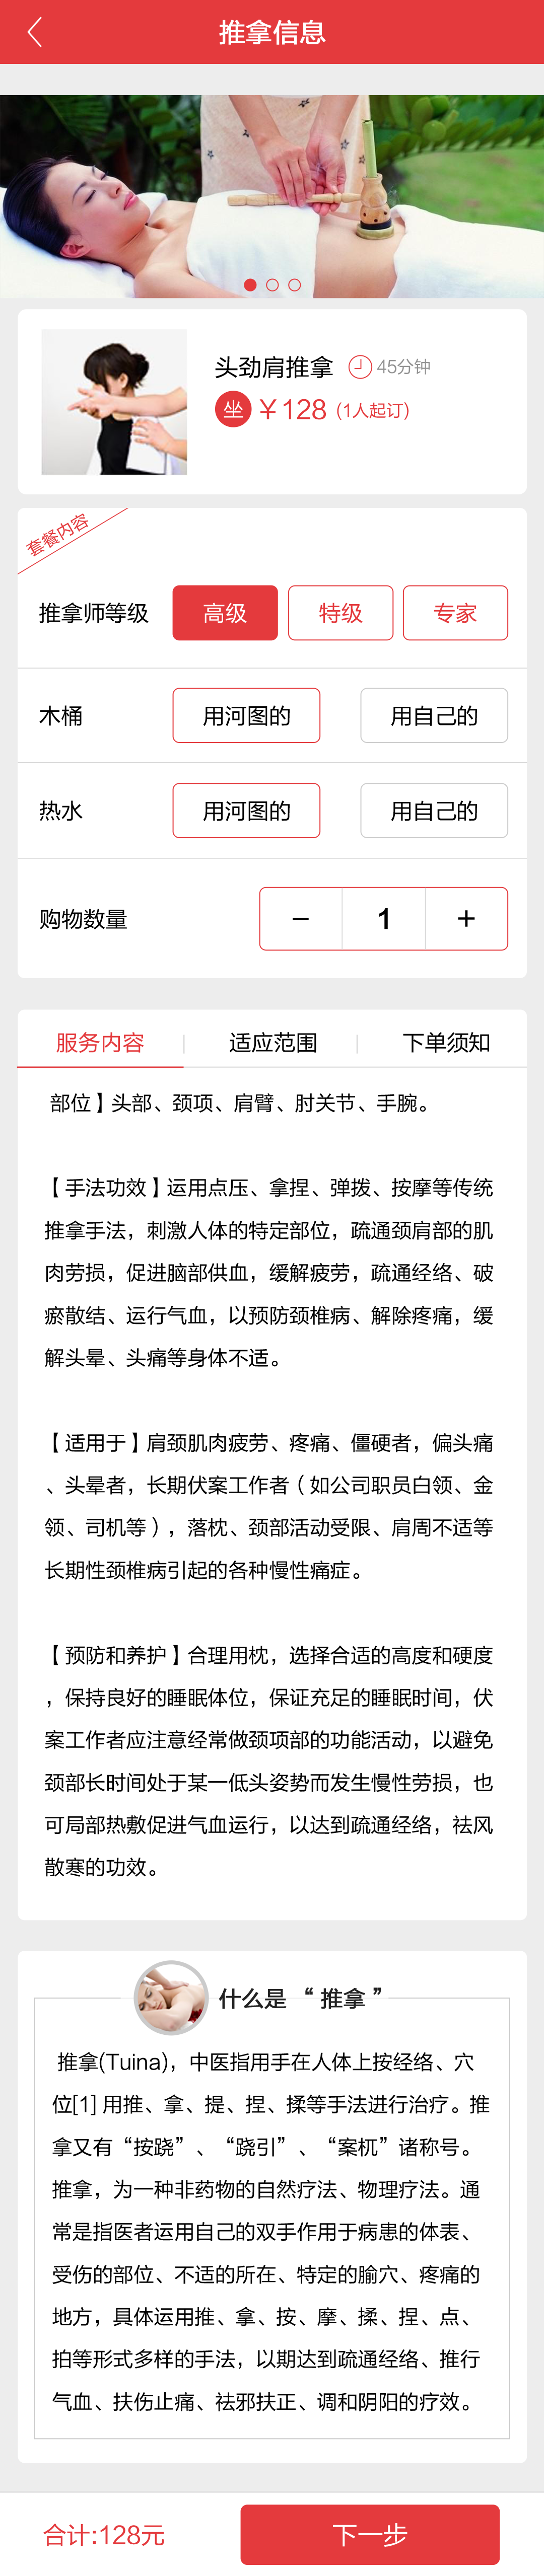 推拿信息
头劲肩推拿 45分钟
坐 ￥128 (1人起订)
套餐内容
推拿师等级 高级 特级 专家
木桶 用河图的 用自己的
热水 用河图的 用自己的
购物数量 − 1 +
服务内容 适应范围 下单须知
部位】头部、颈项、肩臂、肘关节、手腕。
【手法功效】运用点压、拿捏、弹拨、按摩等传统
推拿手法，刺激人体的特定部位，疏通颈肩部的肌
肉劳损，促进脑部供血，缓解疲劳，疏通经络、破
瘀散结、运行气血，以预防颈椎病、解除疼痛，缓
解头晕、头痛等身体不适。
【适用于】肩颈肌肉疲劳、疼痛、僵硬者，偏头痛
、头晕者，长期伏案工作者（如公司职员白领、金
领、司机等），落枕、颈部活动受限、肩周不适等
长期性颈椎病引起的各种慢性痛症。
【预防和养护】合理用枕，选择合适的高度和硬度
，保持良好的睡眠体位，保证充足的睡眠时间，伏
案工作者应注意经常做颈项部的功能活动，以避免
颈部长时间处于某一低头姿势而发生慢性劳损，也
可局部热敷促进气血运行，以达到疏通经络，祛风
散寒的功效。
什么是“推拿”
推拿(Tuina)，中医指用手在人体上按经络、穴
位[1] 用推、拿、提、捏、揉等手法进行治疗。推
拿又有“按跷”、“跷引”、“案杌”诸称号。
推拿，为一种非药物的自然疗法、物理疗法。通
常是指医者运用自己的双手作用于病患的体表、
受伤的部位、不适的所在、特定的腧穴、疼痛的
地方，具体运用推、拿、按、摩、揉、捏、点、
拍等形式多样的手法，以期达到疏通经络、推行
气血、扶伤止痛、祛邪扶正、调和阴阳的疗效。
合计:128元 下一步